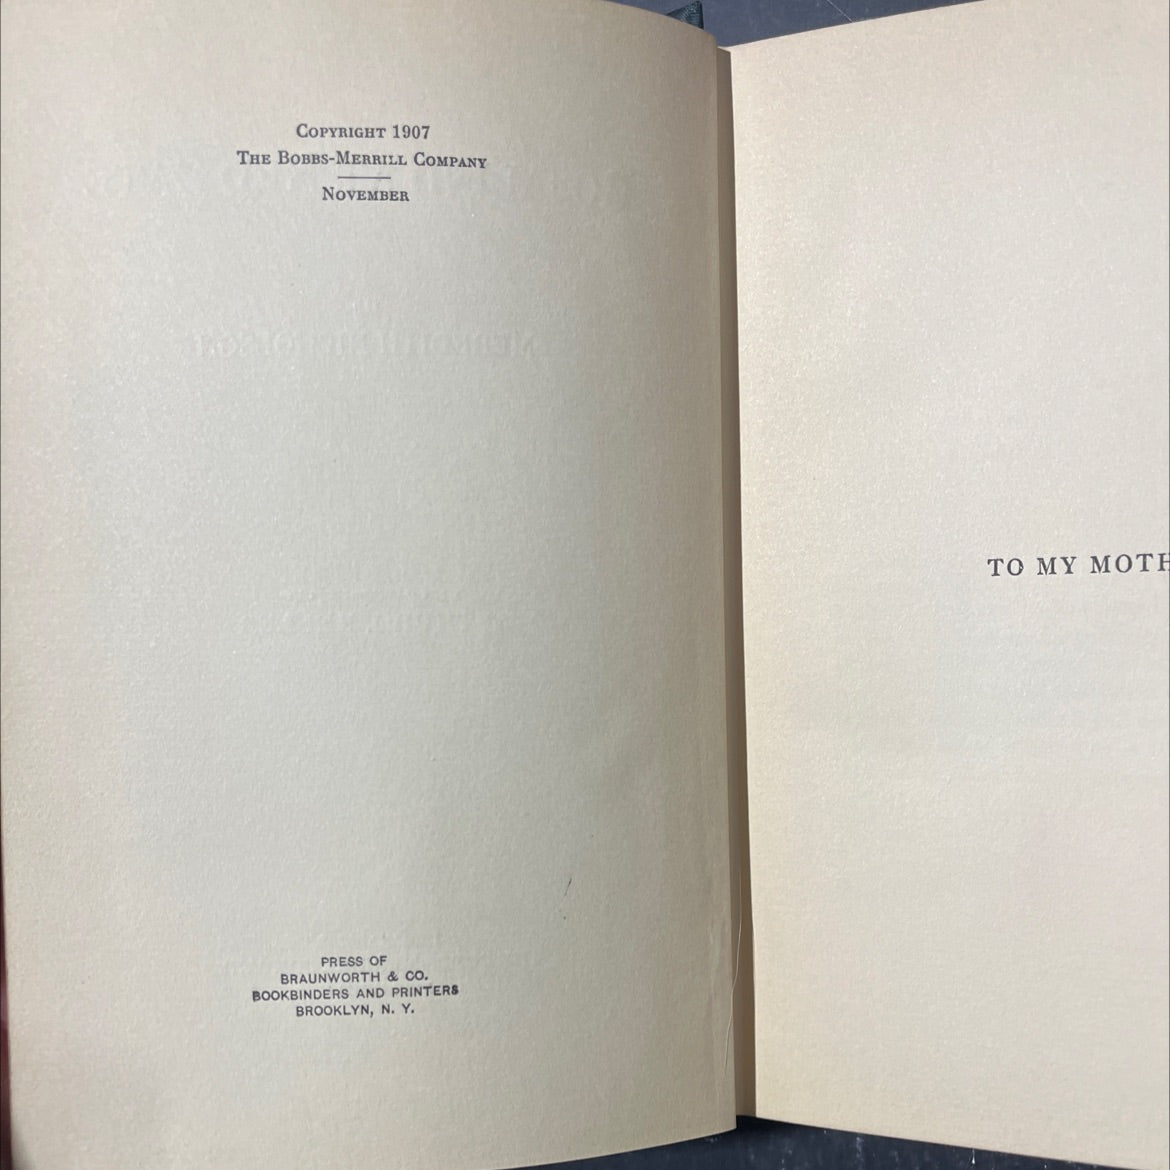 COPYRIGHT 1907
THE BOBBS-MERRILL COMPANY
NOVEMBER
PRESS OF
BRAUNWORTH & CO.
BOOKBINDERS AND PRINTERS
BROOKLYN, N. Y.
TO MY MOTH